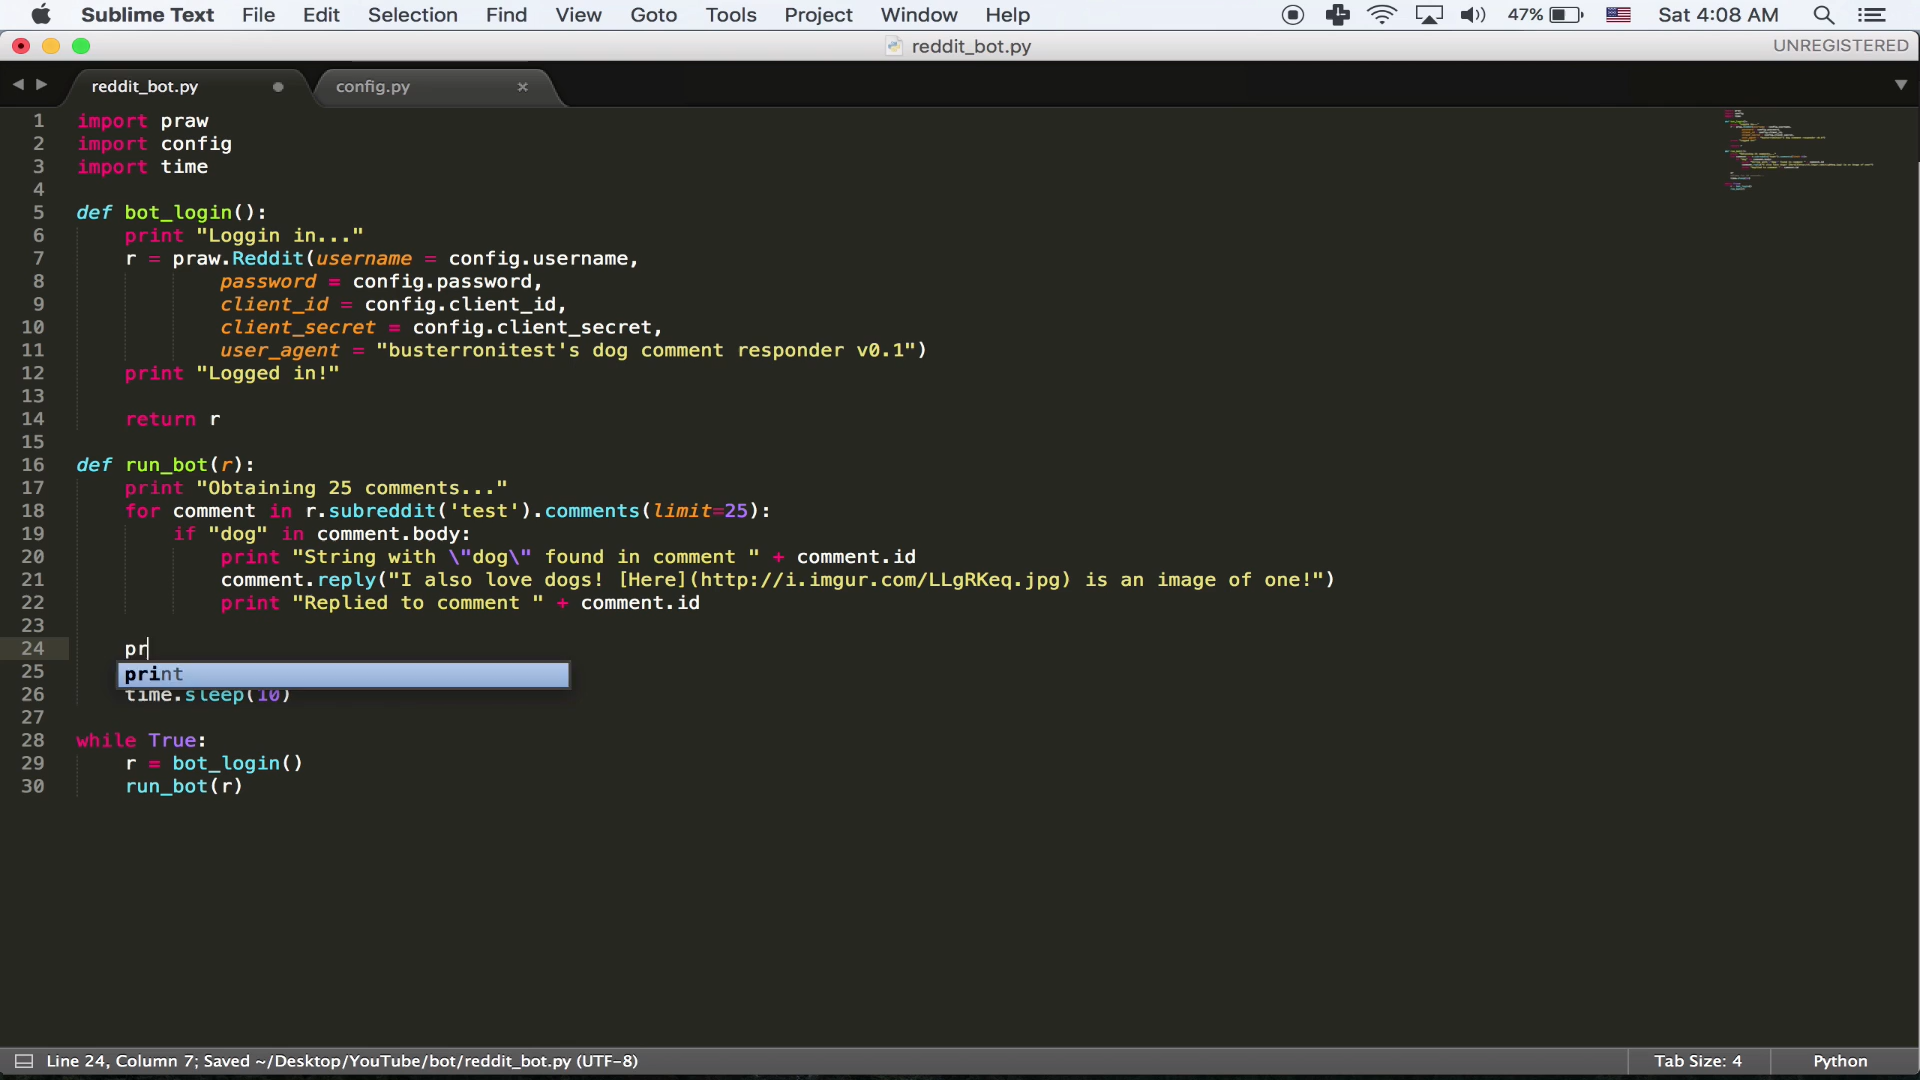 Sublime Text File Edit Selection Find View Goto Tools Project Window Help 47% Sat 4:08 AM
reddit_bot.py UNREGISTERED
reddit_bot.py config.py
1 import praw
2 import config
3 import time
4
5 def bot_login():
6 print "Loggin in..."
7 r = praw.Reddit(username = config.username,
8 password = config.password,
9 client_id = config.client_id,
10 client_secret = config.client_secret,
11 user_agent = "busterronitest's dog comment responder v0.1")
12 print "Logged in!"
13
14 return r
15
16 def run_bot(r):
17 print "Obtaining 25 comments..."
18 for comment in r.subreddit('test').comments(limit=25):
19 if "dog" in comment.body:
20 print "String with \"dog\" found in comment " + comment.id
21 comment.reply("I also love dogs! [Here](http://i.imgur.com/LLgRKeq.jpg) is an image of one!")
22 print "Replied to comment " + comment.id
23
24 pr
25 print
26 time.sleep(10)
27
28 while True:
29 r = bot_login()
30 run_bot(r)
Line 24, Column 7; Saved ~/Desktop/YouTube/bot/reddit_bot.py (UTF-8) Tab Size: 4 Python